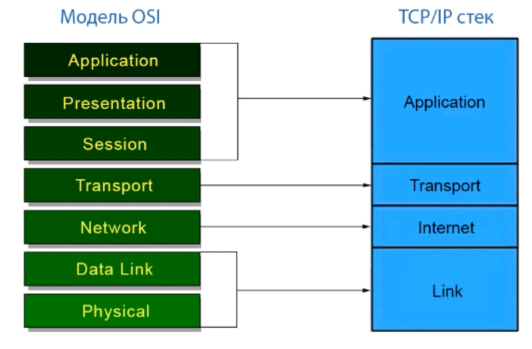 Модель OSI
TCP/IP стек
Application
Presentation
Session
Transport
Network
Data Link
Physical
Application
Transport
Internet
Link